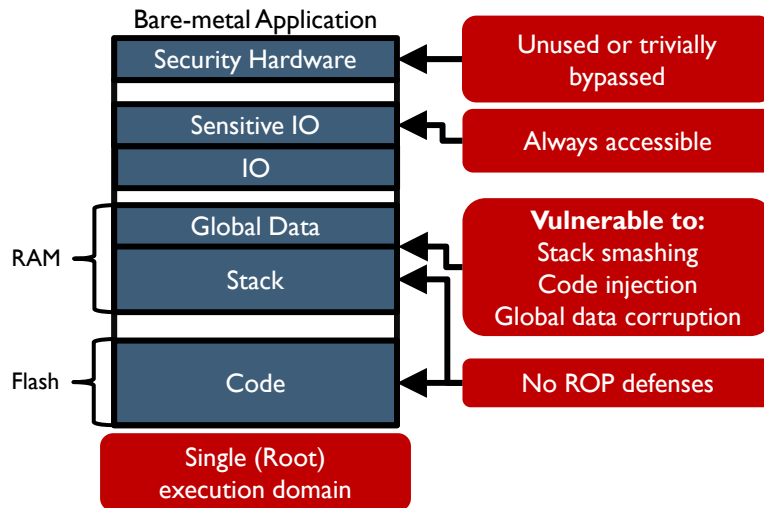 Bare-metal Application
Security Hardware
Unused or trivially
bypassed
Sensitive IO
Always accessible
IO
Global Data
RAM
Stack
Vulnerable to:
Stack smashing
Code injection
Global data corruption
Flash
Code
No ROP defenses
Single (Root)
execution domain